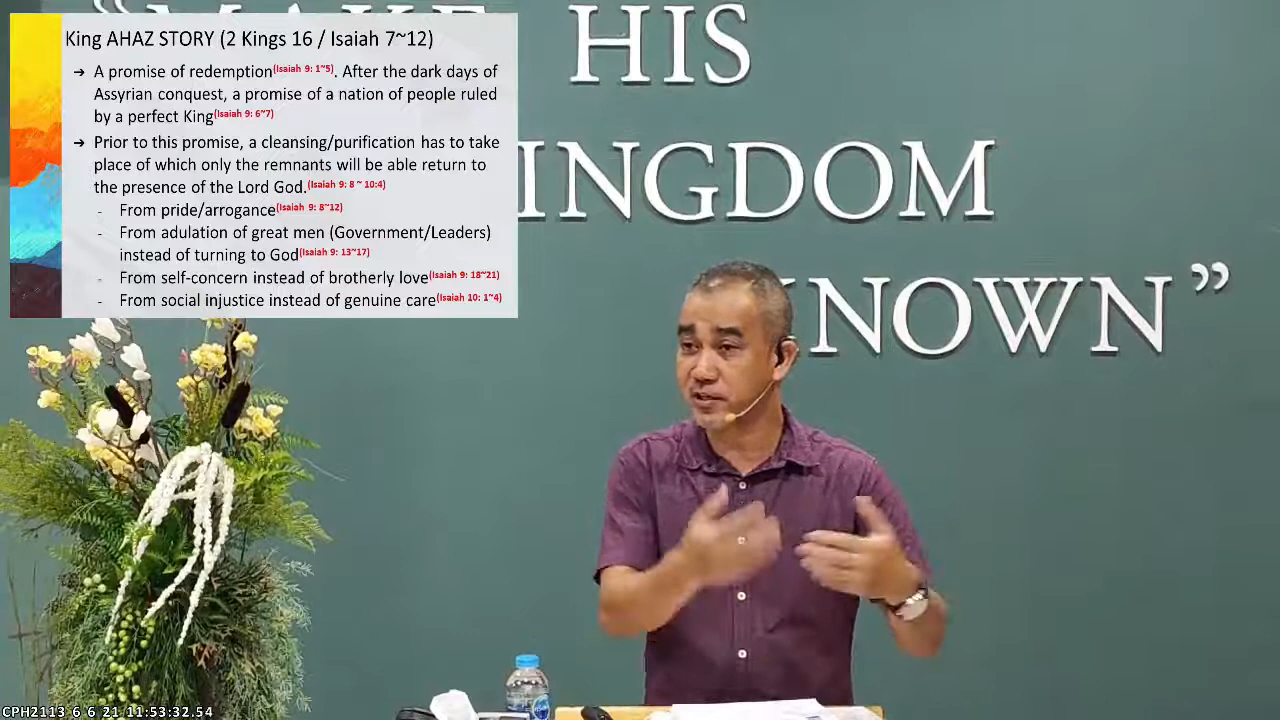 “MAKE
HIS
King AHAZ STORY (2 Kings 16 / Isaiah 7~12)
➔ A promise of redemption(Isaiah 9: 1~5). After the dark days of
Assyrian conquest, a promise of a nation of people ruled
by a perfect King(Isaiah 9: 6~7)
➔ Prior to this promise, a cleansing/purification has to take
place of which only the remnants will be able return to
the presence of the Lord God.(Isaiah 9: 8 ~ 10:4)
- From pride/arrogance(Isaiah 9: 8~12)
- From adulation of great men (Government/Leaders)
instead of turning to God(Isaiah 9: 13~17)
- From self-concern instead of brotherly love(Isaiah 9: 18~21)
- From social injustice instead of genuine care(Isaiah 10: 1~4)
INGDOM
NOWN”
CPH2113 6 6 21 11:53:32.54